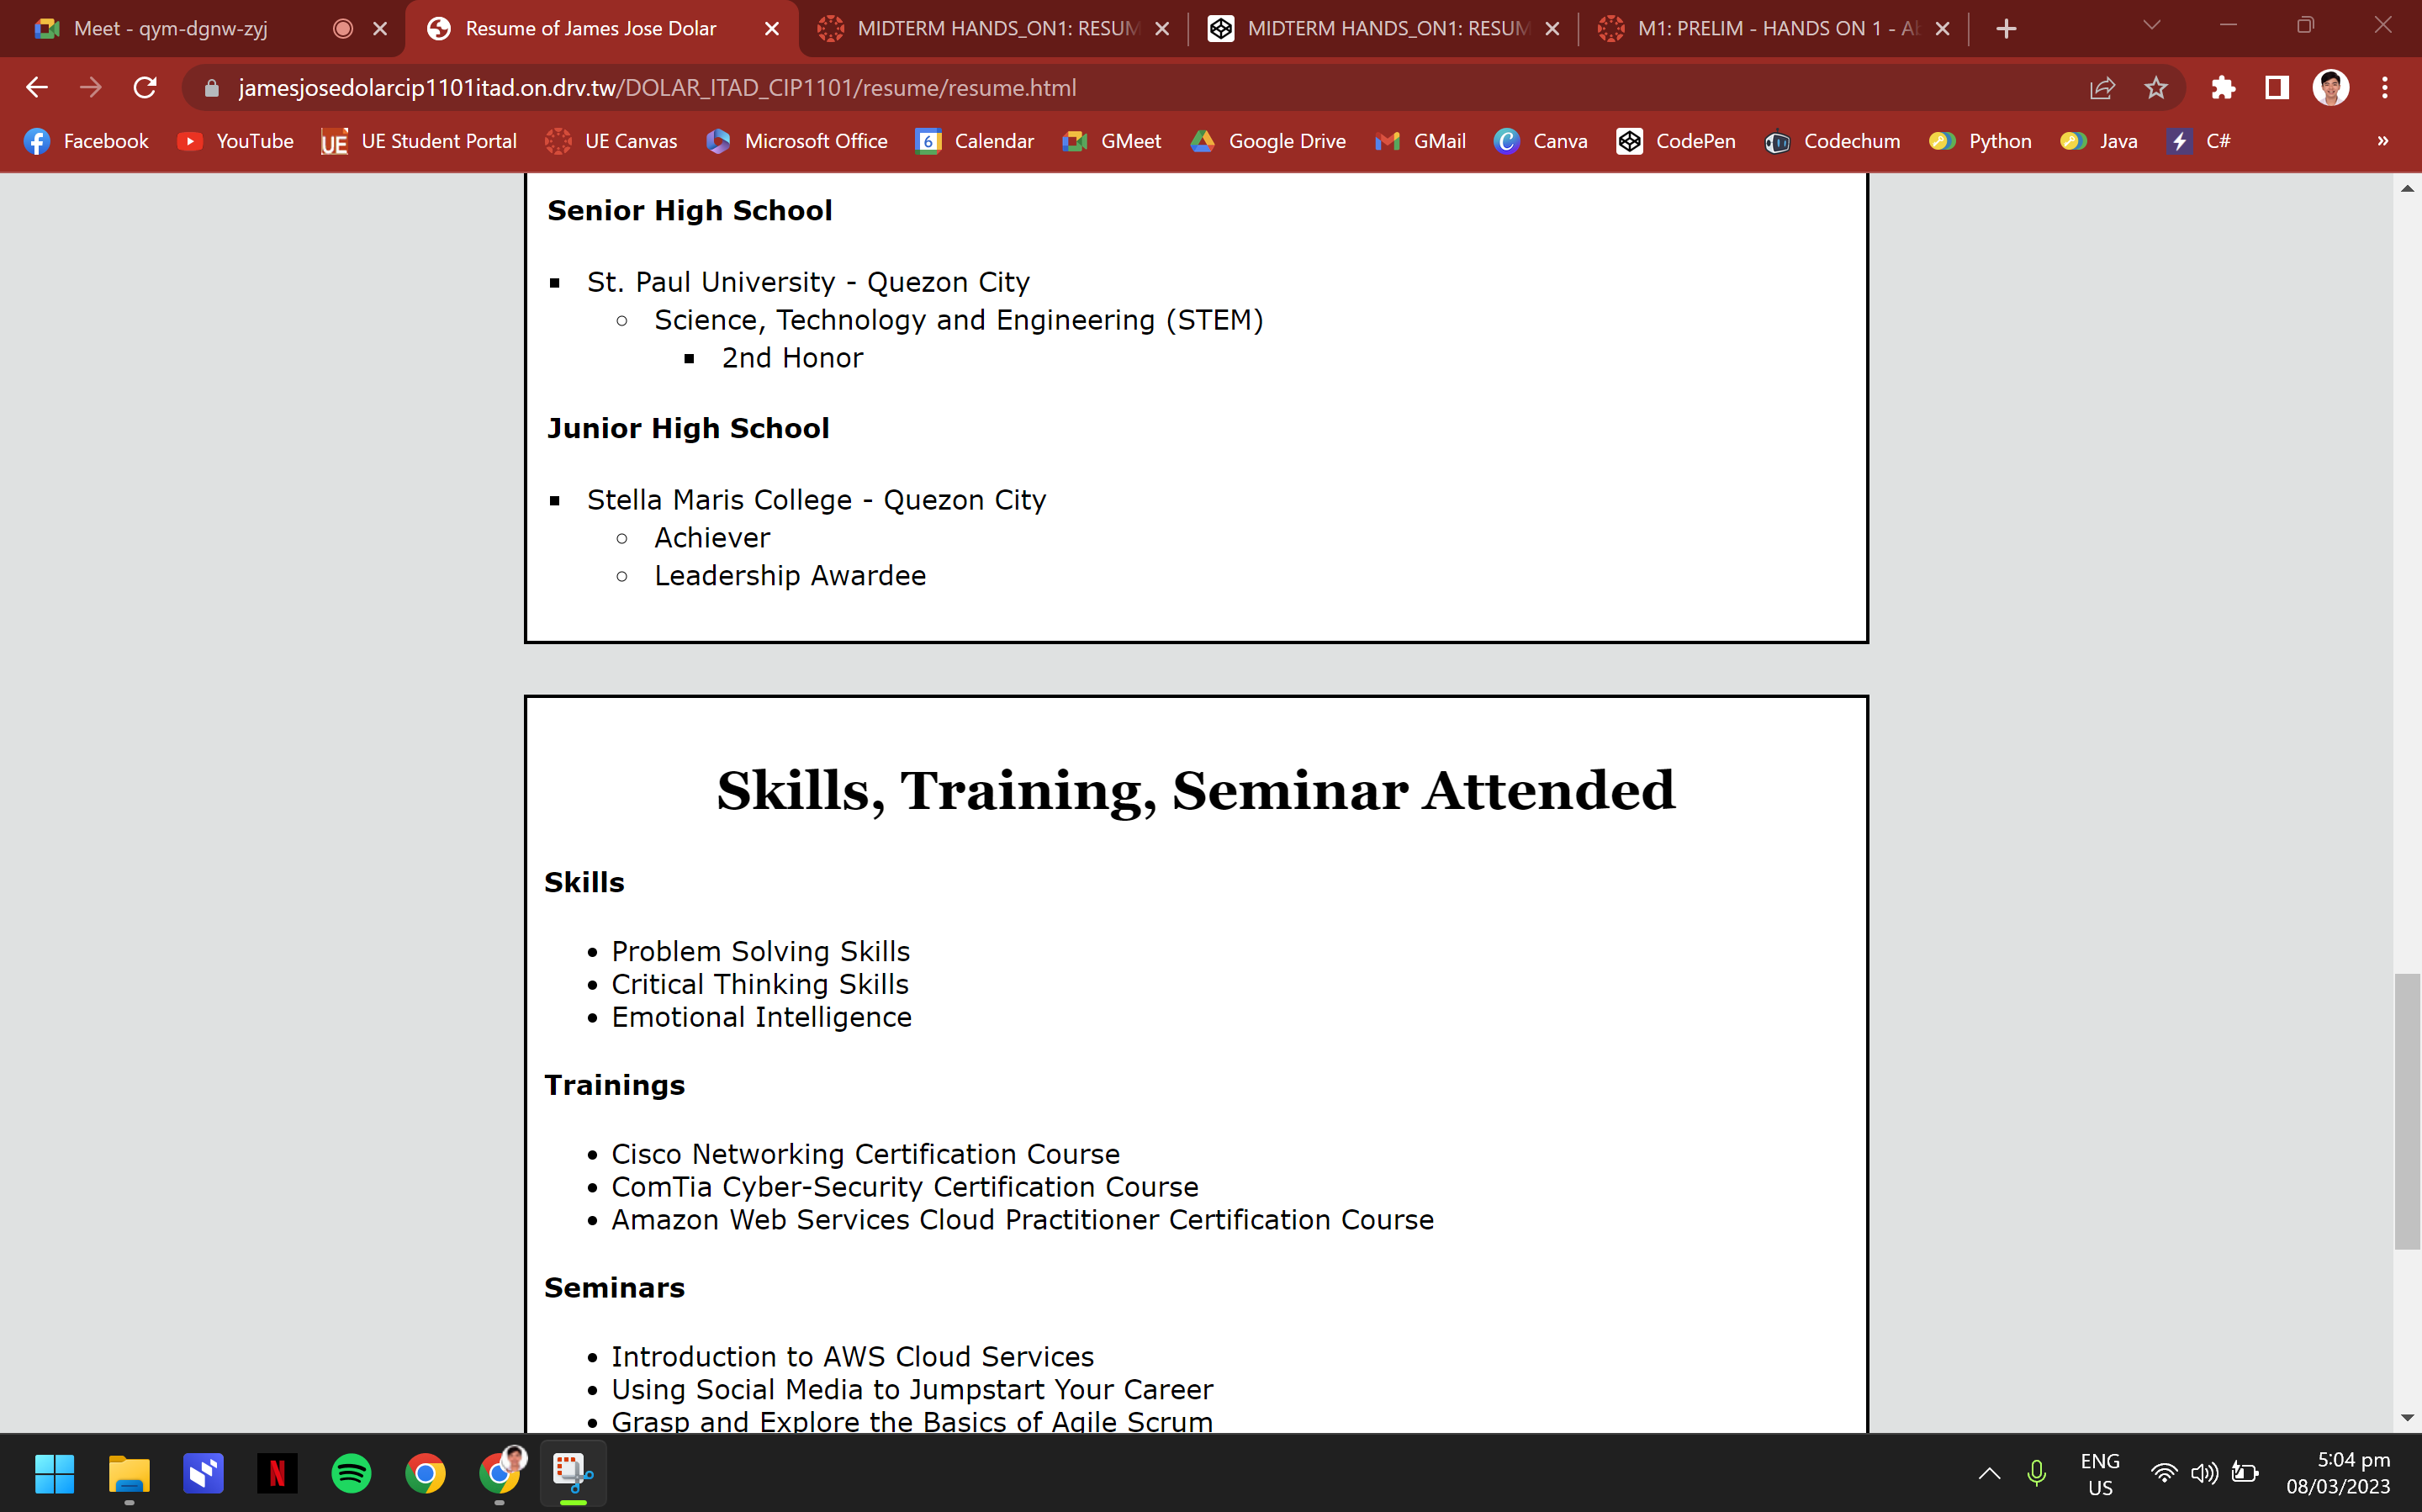 Meet - qym-dgnw-zyj
Resume of James Jose Dolar
MIDTERM HANDS_ON1: RESUM
MIDTERM HANDS_ON1: RESUM
M1: PRELIM - HANDS ON 1 - Ab
jamesjosedolarcip1101itad.on.drv.tw/DOLAR_ITAD_CIP1101/resume/resume.html
Facebook YouTube UE UE Student Portal UE Canvas Microsoft Office 6 Calendar GMeet Google Drive GMail Canva CodePen Codechum Python Java C# »
Senior High School
St. Paul University - Quezon City
Science, Technology and Engineering (STEM)
2nd Honor
Junior High School
Stella Maris College - Quezon City
Achiever
Leadership Awardee
Skills, Training, Seminar Attended
Skills
Problem Solving Skills
Critical Thinking Skills
Emotional Intelligence
Trainings
Cisco Networking Certification Course
ComTia Cyber-Security Certification Course
Amazon Web Services Cloud Practitioner Certification Course
Seminars
Introduction to AWS Cloud Services
Using Social Media to Jumpstart Your Career
Grasp and Explore the Basics of Agile Scrum
N
ENG
US
5:04 pm
08/03/2023